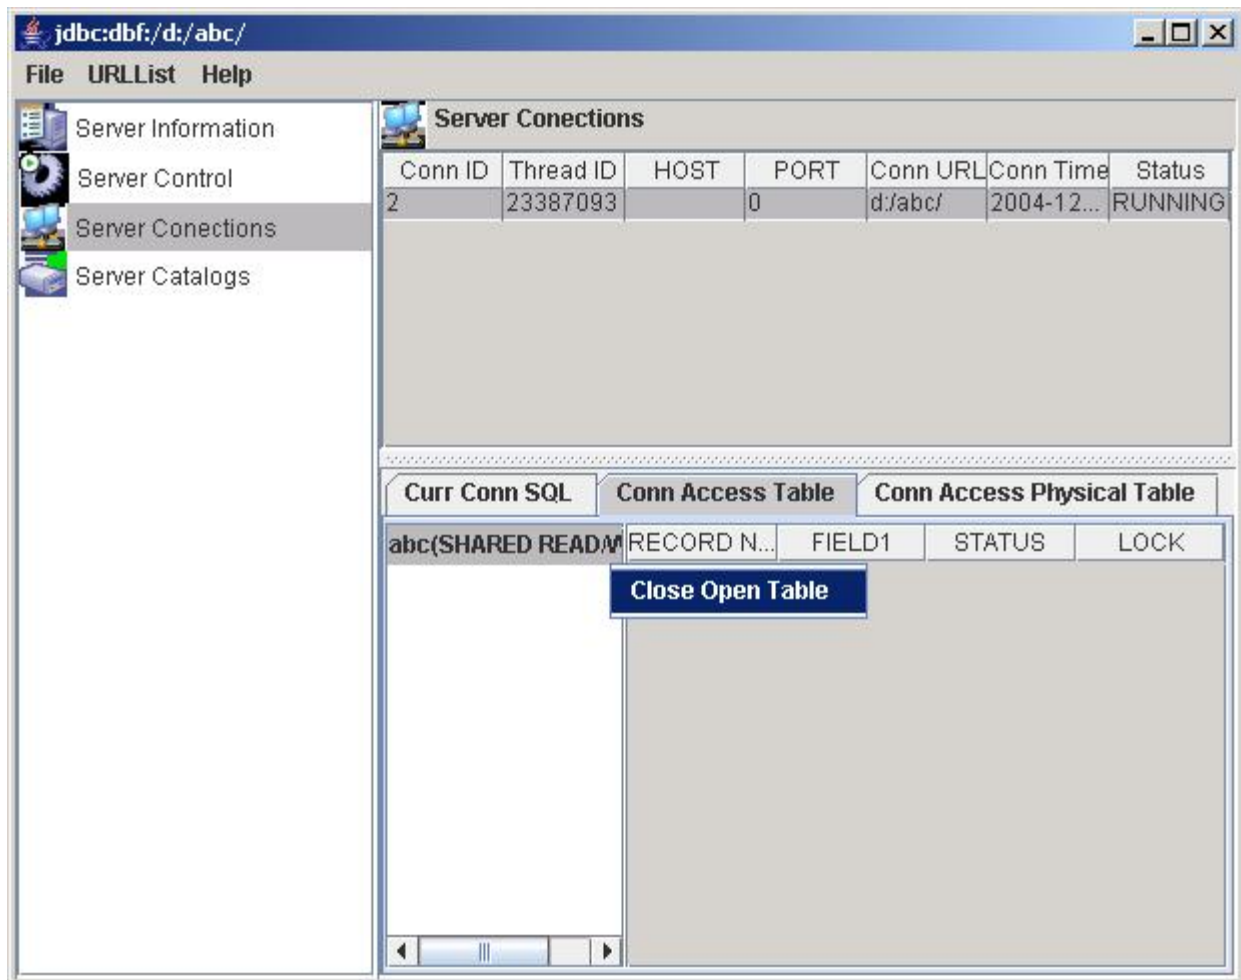 jdbc:dbf:/d:/abc/
File URLList Help
Server Information
Server Control
Server Conections
Server Catalogs
Server Conections
Conn ID Thread ID HOST PORT Conn URL Conn Time Status
2 23387093 0 d:/abc/ 2004-12... RUNNING
Curr Conn SQL Conn Access Table Conn Access Physical Table
abc(SHARED READ/W RECORD N... FIELD1 STATUS LOCK
Close Open Table